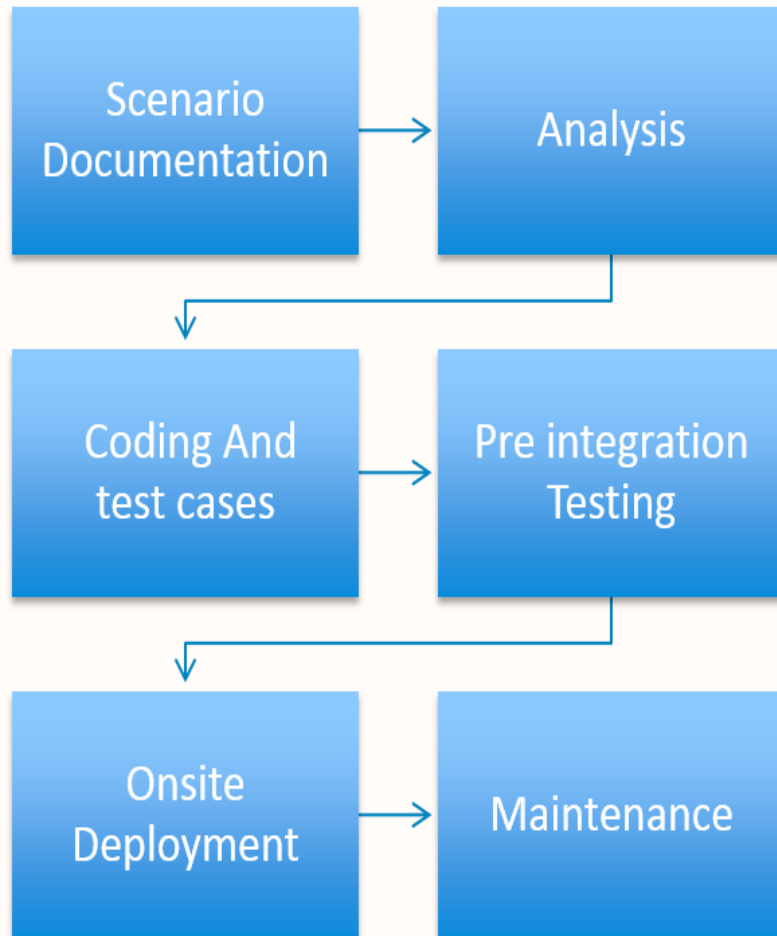 Scenario
Documentation
Analysis
Coding And
test cases
Pre integration
Testing
Onsite
Deployment
Maintenance